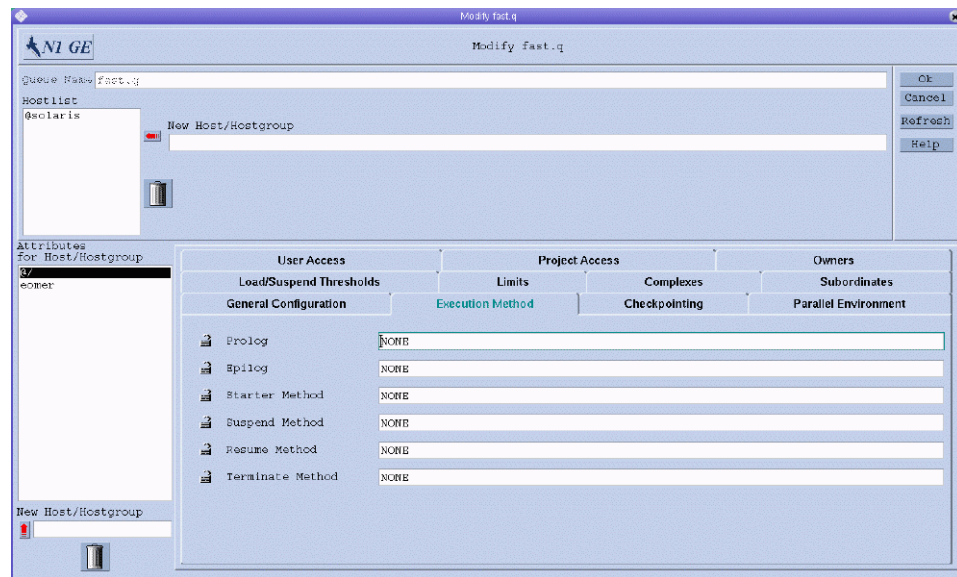 Modify fast.q
N1 GE
Modify fast.q
Queue Name fast.q
Ok
Hostlist
Cancel
@solaris
Refresh
New Host/Hostgroup
Help
Attributes
for Host/Hostgroup
@/
eomer
User Access
Project Access
Owners
Load/Suspend Thresholds
Limits
Complexes
Subordinates
General Configuration
Execution Method
Checkpointing
Parallel Environment
Prolog NONE
Epilog NONE
Starter Method NONE
Suspend Method NONE
Resume Method NONE
Terminate Method NONE
New Host/Hostgroup